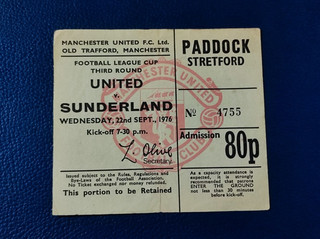 MANCHESTER UNITED F.C. Ltd.
OLD TRAFFORD, MANCHESTER
FOOTBALL LEAGUE CUP
THIRD ROUND
UNITED
v.
SUNDERLAND
WEDNESDAY, 22nd SEPT., 1976
Kick-off 7-30 p.m.
Secretary
Issued subject to the Rules, Regulations and
Bye-Laws of the Football Association.
No Ticket exchanged nor money refunded.
This portion to be Retained
PADDOCK
STRETFORD
MANCHESTER UNITED
CLUB
No 4755
Admission 80p
As a capacity attendance is
expected, it is strongly
recommended that patrons
ENTER THE GROUND
not less than 30 minutes
before kick-off.